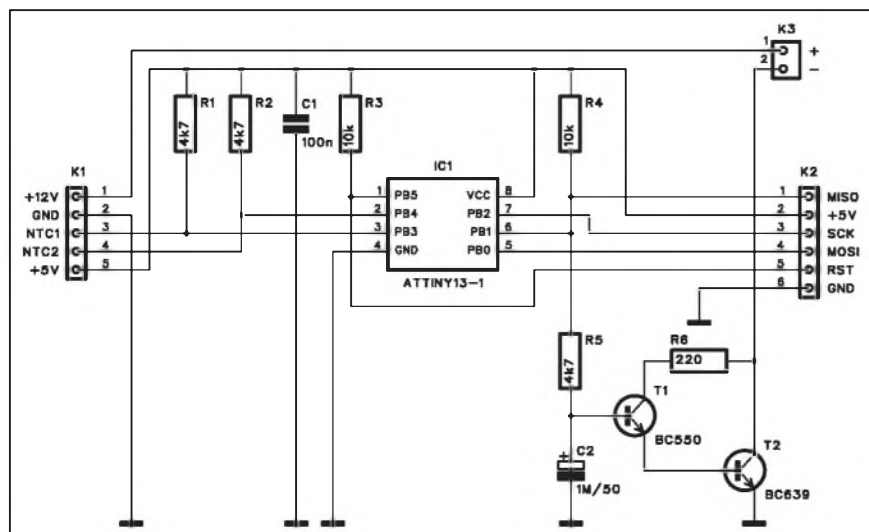 K3
1 +
2 −
R1
4k7
R2
4k7
C1
100n
R3
10k
R4
10k
IC1
K1
+12V 1
GND 2
NTC1 3
NTC2 4
+5V 5
1 PB5 VCC 8
2 PB4 PB2 7
3 PB3 PB1 6
4 GND PB0 5
ATTINY13-1
K2
1 MISO
2 +5V
3 SCK
4 MOSI
5 RST
6 GND
R5
4k7
R6
220
T1
BC550
C2
+
1M/50
T2
BC639